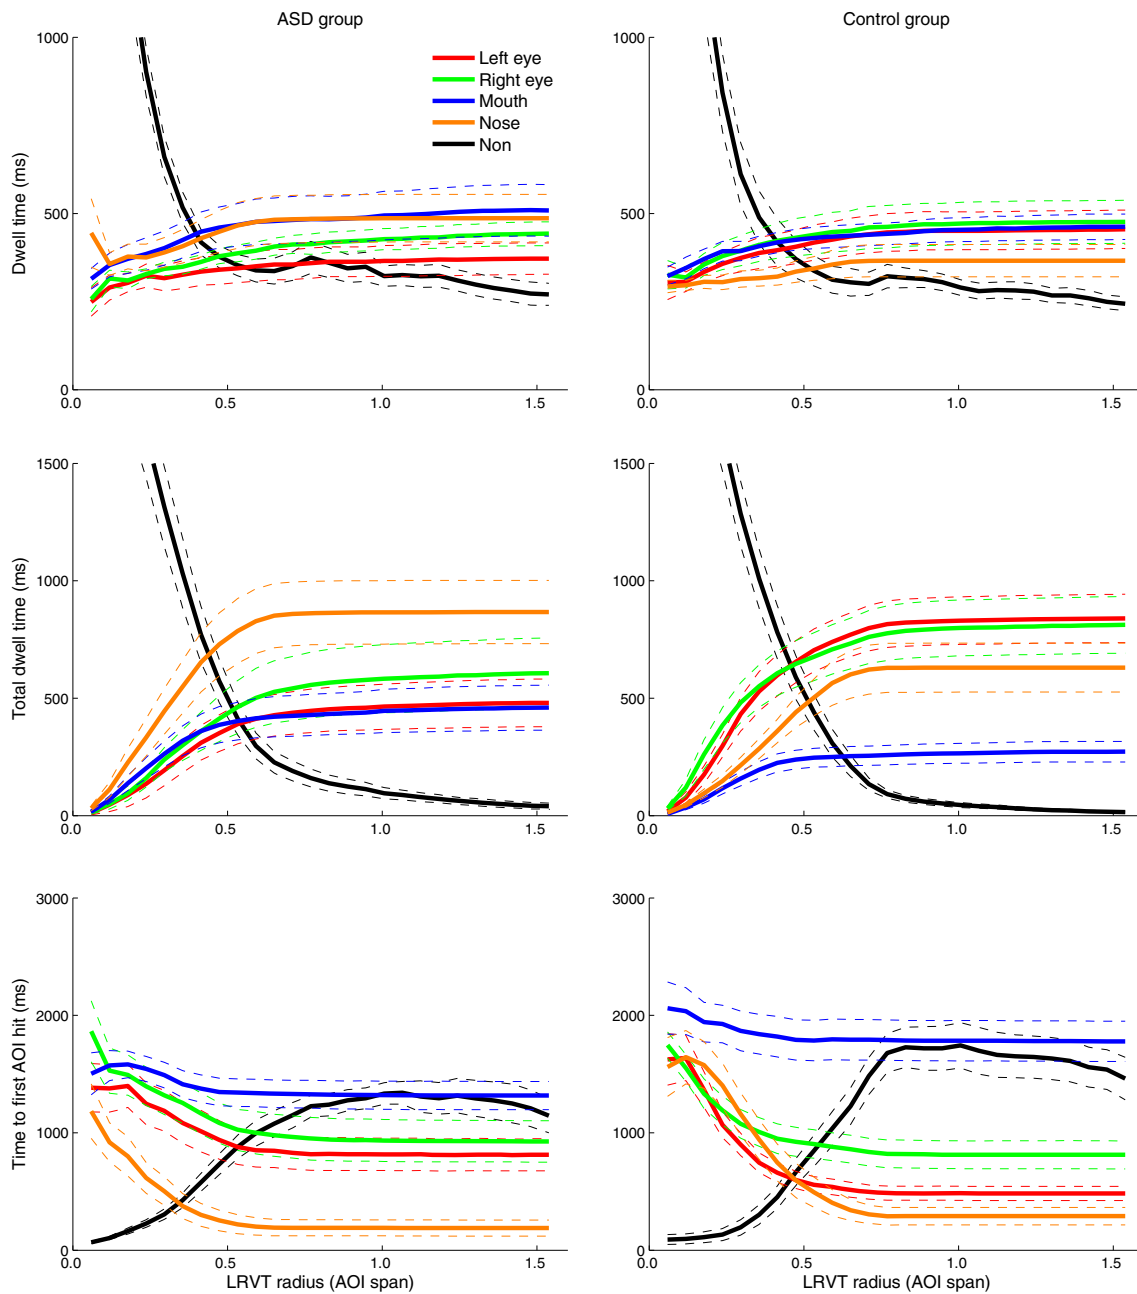 ASD group
Control group
Dwell time (ms)
1000
500
0
0.0 0.5 1.0 1.5
Left eye
Right eye
Mouth
Nose
Non
1000
500
0
0.0 0.5 1.0 1.5
Total dwell time (ms)
1500
1000
500
0
0.0 0.5 1.0 1.5
1500
1000
500
0
0.0 0.5 1.0 1.5
Time to first AOI hit (ms)
3000
2000
1000
0
0.0 0.5 1.0 1.5
LRVT radius (AOI span)
3000
2000
1000
0
0.0 0.5 1.0 1.5
LRVT radius (AOI span)